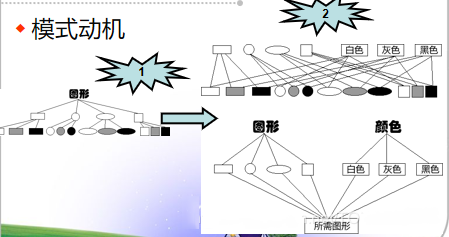 模式动机
2
白色 灰色 黑色
1
图形
图形 颜色
白色 灰色 黑色
所需图形